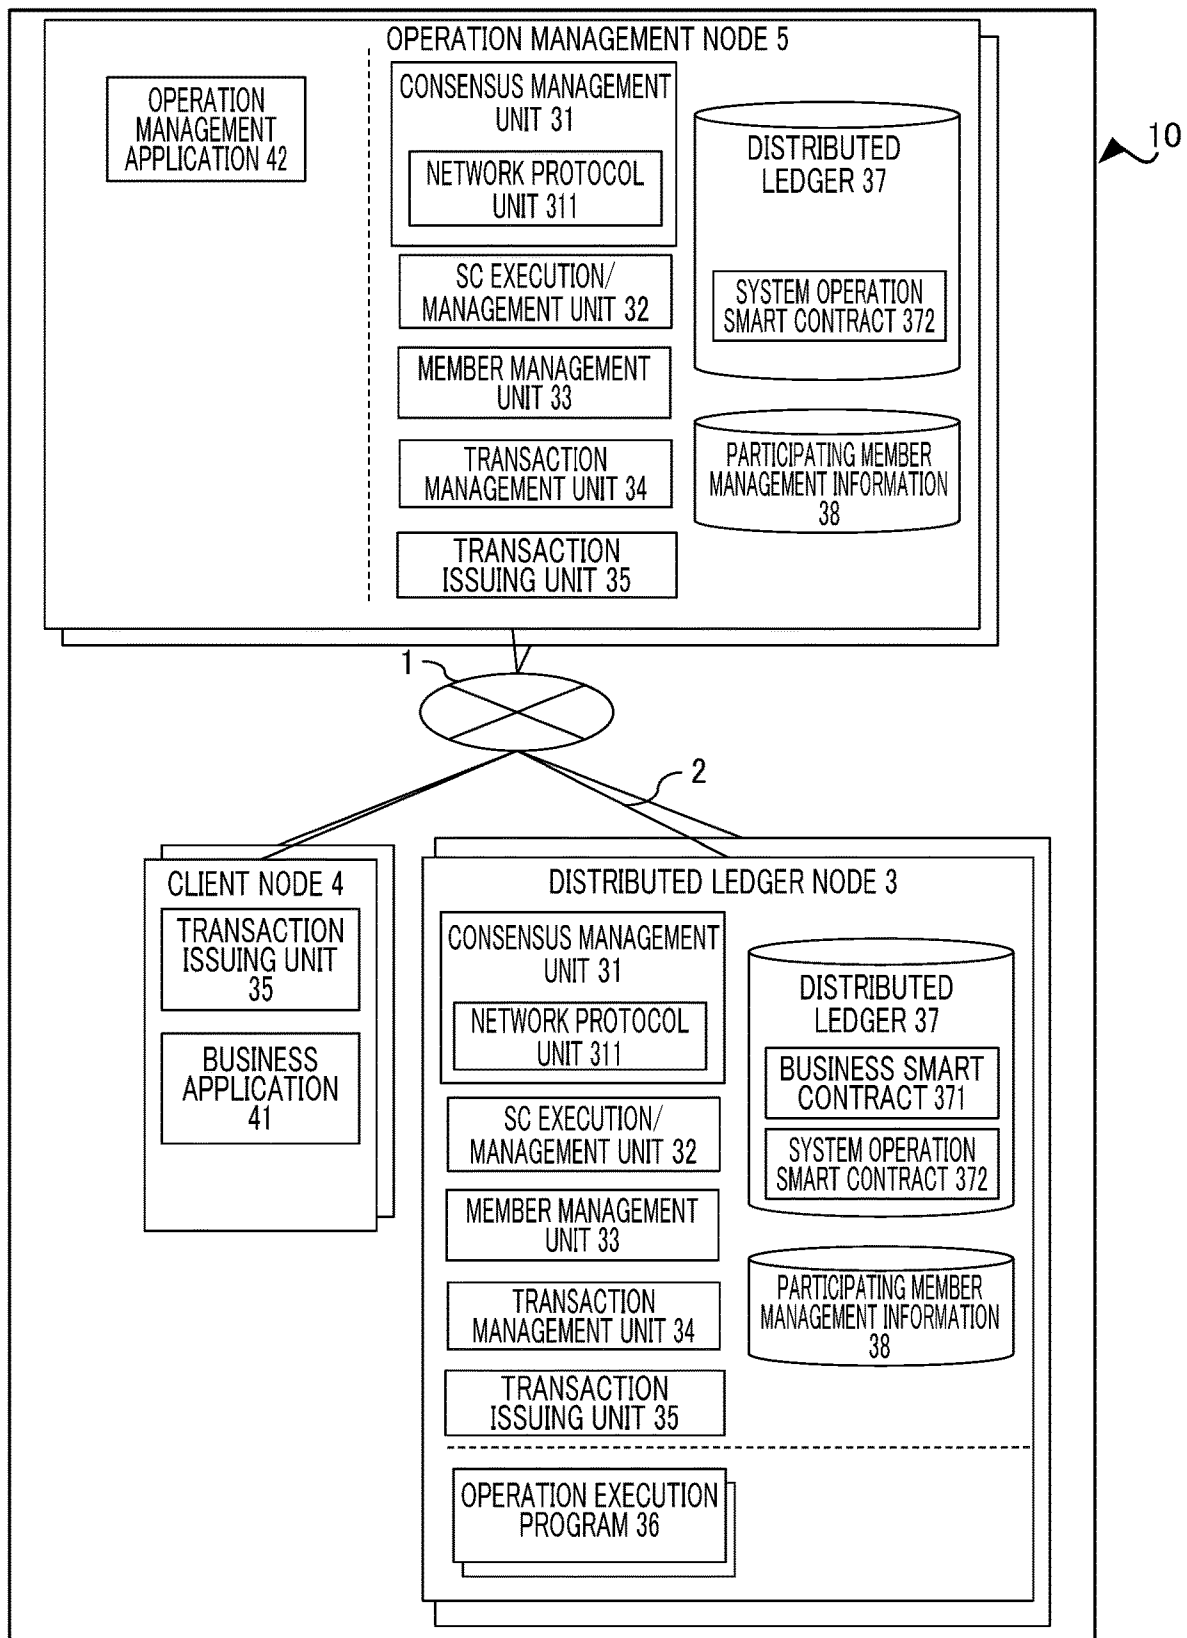 OPERATION MANAGEMENT NODE 5
OPERATION
MANAGEMENT
APPLICATION 42
CONSENSUS MANAGEMENT
UNIT 31
NETWORK PROTOCOL
UNIT 311
SC EXECUTION/
MANAGEMENT UNIT 32
MEMBER MANAGEMENT
UNIT 33
TRANSACTION
MANAGEMENT UNIT 34
TRANSACTION
ISSUING UNIT 35
DISTRIBUTED
LEDGER 37
SYSTEM OPERATION
SMART CONTRACT 372
PARTICIPATING MEMBER
MANAGEMENT INFORMATION
38
10
1
2
CLIENT NODE 4
TRANSACTION
ISSUING UNIT
35
BUSINESS
APPLICATION
41
DISTRIBUTED LEDGER NODE 3
CONSENSUS MANAGEMENT
UNIT 31
NETWORK PROTOCOL
UNIT 311
SC EXECUTION/
MANAGEMENT UNIT 32
MEMBER MANAGEMENT
UNIT 33
TRANSACTION
MANAGEMENT UNIT 34
TRANSACTION
ISSUING UNIT 35
DISTRIBUTED
LEDGER 37
BUSINESS SMART
CONTRACT 371
SYSTEM OPERATION
SMART CONTRACT 372
PARTICIPATING MEMBER
MANAGEMENT INFORMATION
38
OPERATION EXECUTION
PROGRAM 36